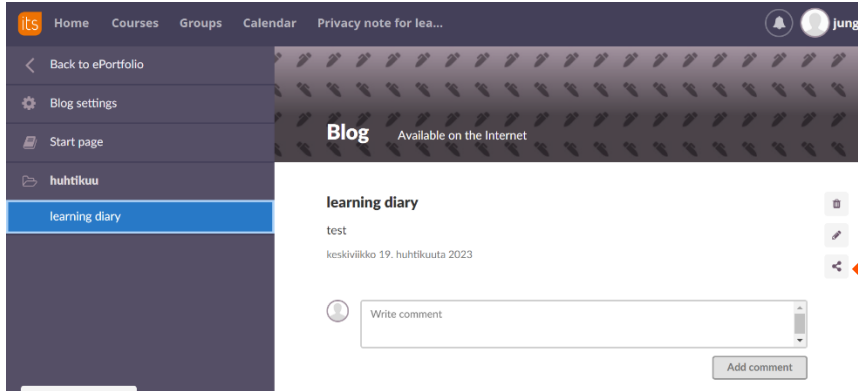 its Home Courses Groups Calendar Privacy note for lea... jung
Back to ePortfolio
Blog settings
Start page
huhtikuu
learning diary
Blog Available on the Internet
learning diary
test
keskiviikko 19. huhtikuuta 2023
Write comment
Add comment